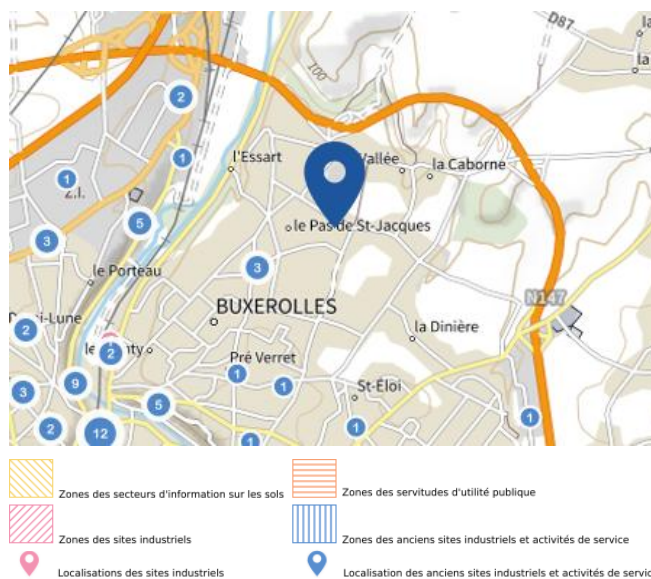 D87
la
100
la
2
1
l'Essart
Vallée
la Caborne
1
Z.I.
5
le Pas de St-Jacques
3
le Porteau
3
N147
BUXEROLLES
2
la Dinière
2
Pré Verret
9
1
1
3
St-Éloi
5
2
12
1
1
1
Zones des secteurs d'information sur les sols
Zones des servitudes d'utilité publique
Zones des sites industriels
Zones des anciens sites industriels et activités de service
Localisations des sites industriels
Localisation des anciens sites industriels et activités de servic